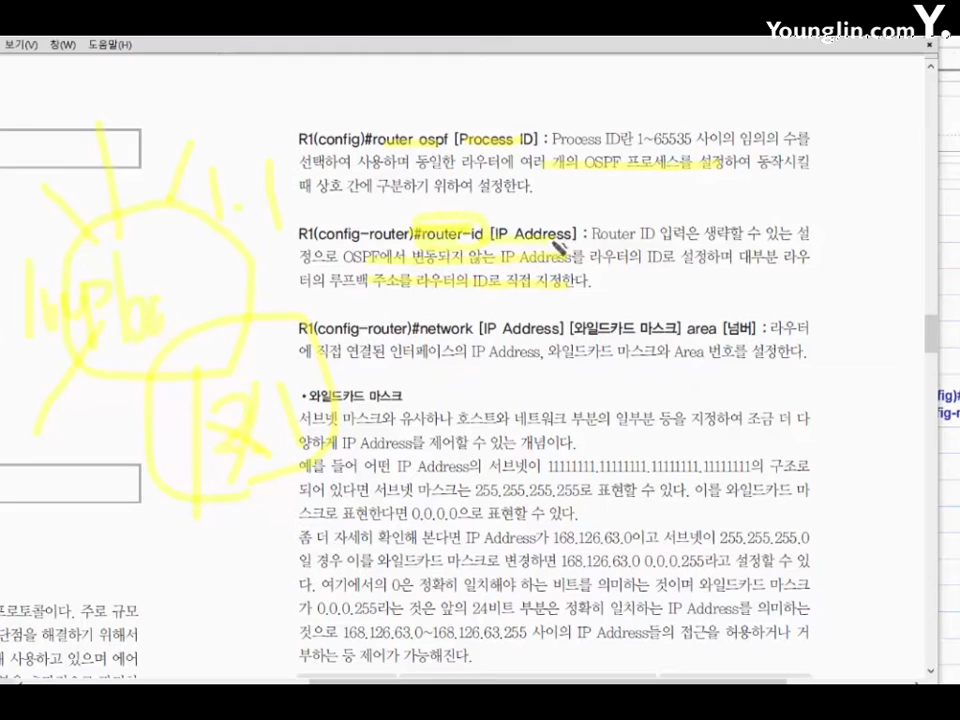 Younglin.com Y.
보기(V) 창(W) 도움말(H)
R1(config)#router ospf [Process ID] : Process ID란 1~65535 사이의 임의의 수를
선택하여 사용하며 동일한 라우터에 여러 개의 OSPF 프로세스를 설정하여 동작시킬
때 상호 간에 구분하기 위하여 설정한다.
R1(config-router)#router-id [IP Address] : Router ID 입력은 생략할 수 있는 설
정으로 OSPF에서 변동되지 않는 IP Address를 라우터의 ID로 설정하며 대부분 라우
터의 루프백 주소를 라우터의 ID로 직접 지정한다.
1.1
R1(config-router)#network [IP Address] [와일드카드 마스크] area [넘버] : 라우터
에 직접 연결된 인터페이스의 IP Address, 와일드카드 마스크와 Area 번호를 설정한다.
• 와일드카드 마스크
서브넷 마스크와 유사하나 호스트와 네트워크 부분의 일부분 등을 지정하여 조금 더 다
양하게 IP Address를 제어할 수 있는 개념이다.
예를 들어 어떤 IP Address의 서브넷이 11111111.11111111.11111111.11111111의 구조로
되어 있다면 서브넷 마스크는 255.255.255.255로 표현할 수 있다. 이를 와일드카드 마
스크로 표현한다면 0.0.0.0으로 표현할 수 있다.
좀 더 자세히 확인해 본다면 IP Address가 168.126.63.0이고 서브넷이 255.255.255.0
일 경우 이를 와일드카드 마스크로 변경하면 168.126.63.0 0.0.0.255라고 설정할 수 있
다. 여기에서의 0은 정확히 일치해야 하는 비트를 의미하는 것이며 와일드카드 마스크
가 0.0.0.255라는 것은 앞의 24비트 부분은 정확히 일치하는 IP Address를 의미하는
것으로 168.126.63.0~168.126.63.255 사이의 IP Address들의 접근을 허용하거나 거
부하는 등 제어가 가능해진다.
프로토콜이다. 주로 규모
단점을 해결하기 위해서
해 사용하고 있으며 에어
fig)#
fig-r